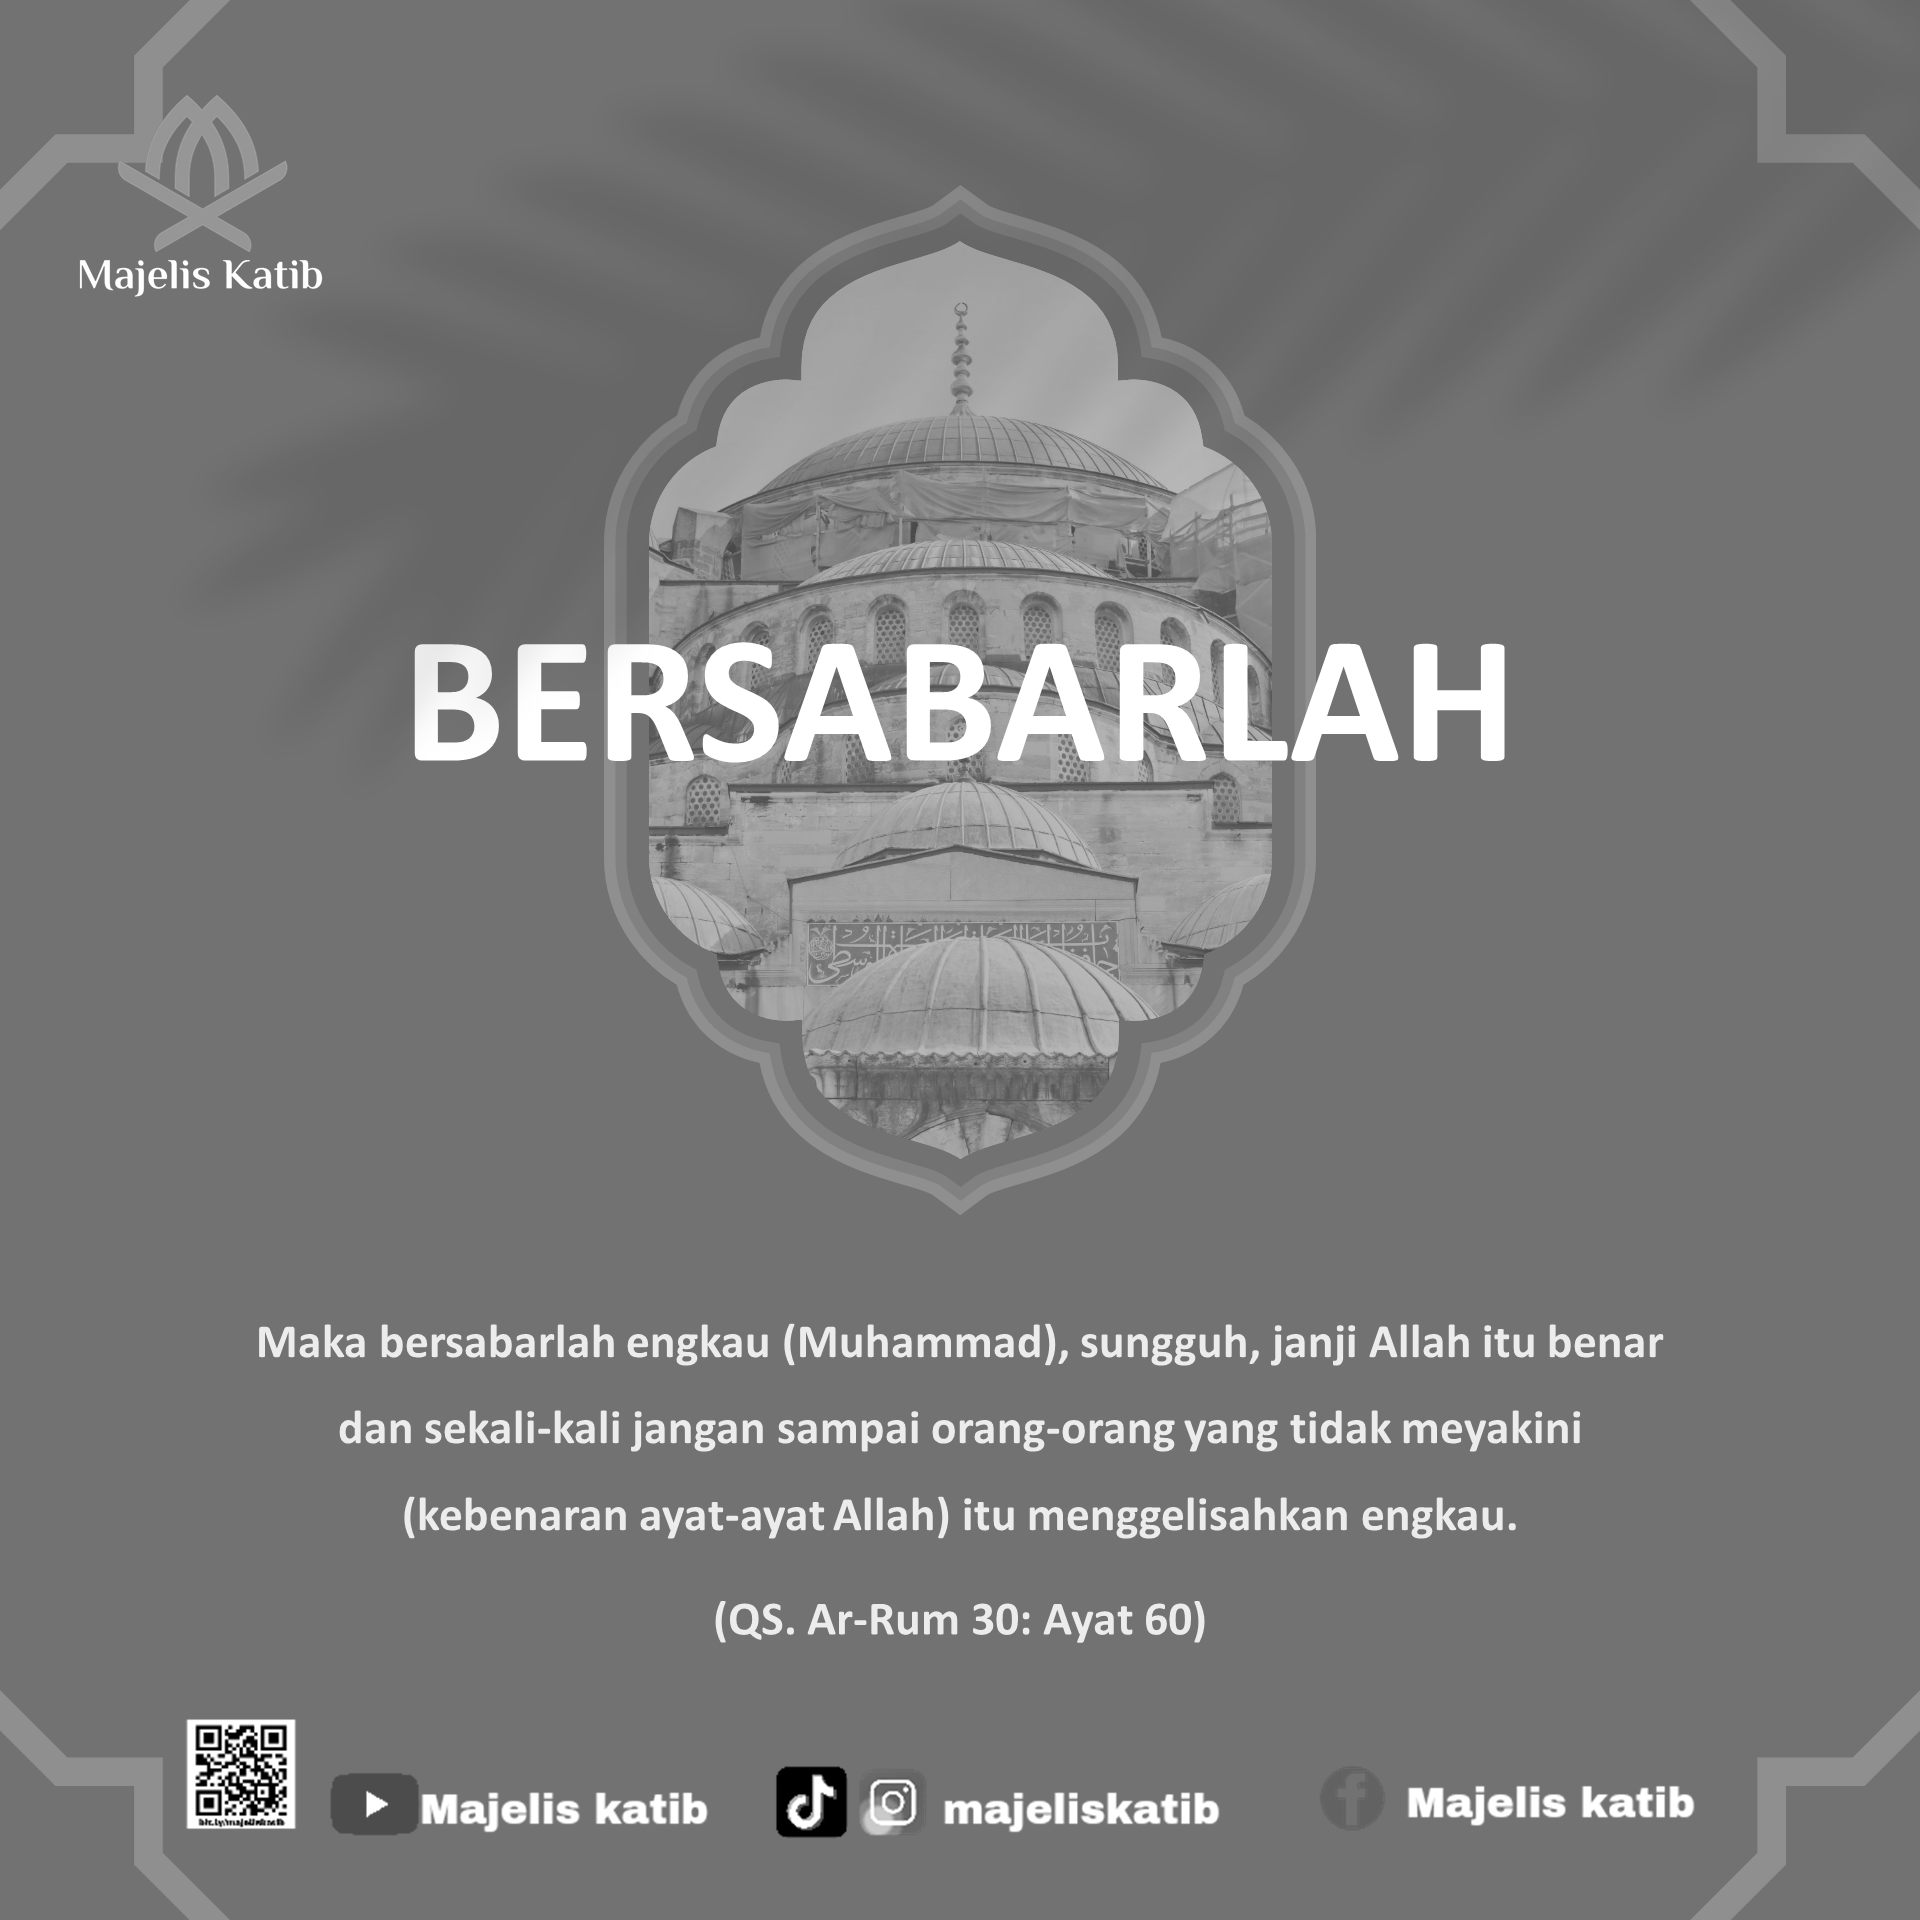 Majelis Katib
BERSABARLAH
Maka bersabarlah engkau (Muhammad), sungguh, janji Allah itu benar
dan sekali-kali jangan sampai orang-orang yang tidak meyakini
(kebenaran ayat-ayat Allah) itu menggelisahkan engkau.
(QS. Ar-Rum 30: Ayat 60)
bit.ly/majeliskatib
Majelis katib
majeliskatib
Majelis katib